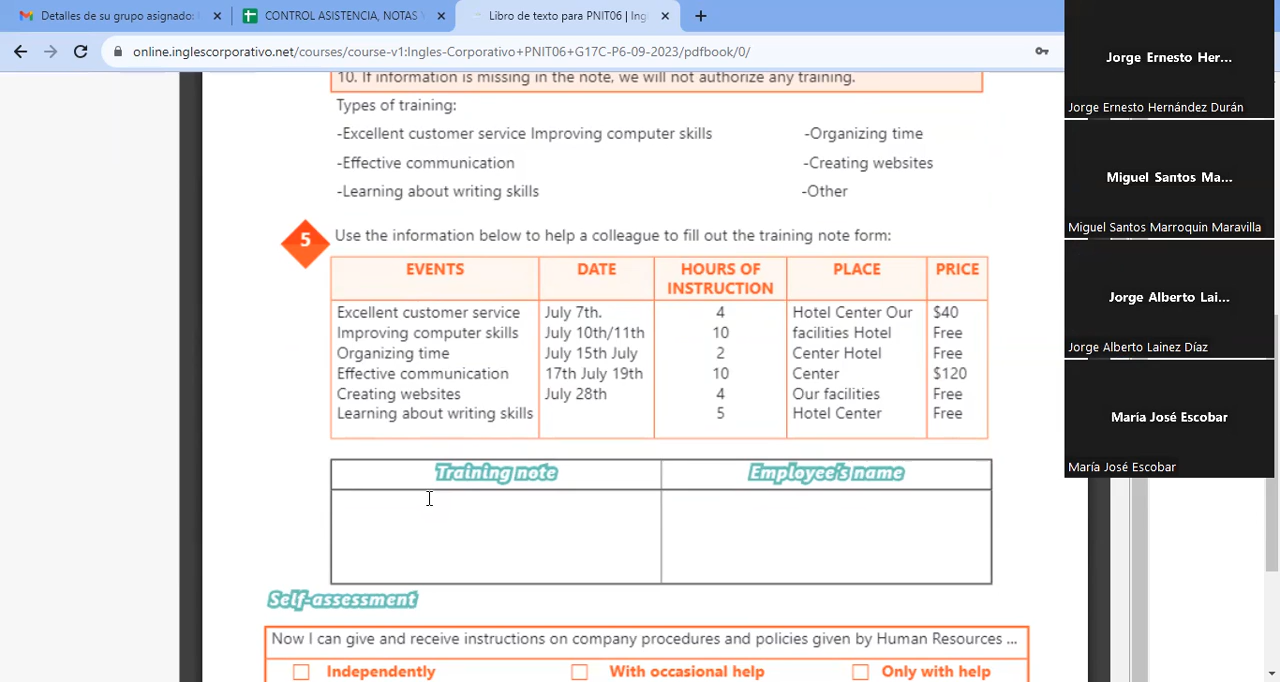 Detalles de su grupo asignado:
CONTROL ASISTENCIA, NOTAS Y
Libro de texto para PNIT06 | Ing
online.inglescorporativo.net/courses/course-v1:Ingles-Corporativo+PNIT06+G17C-P6-09-2023/pdfbook/0/
10. If information is missing in the note, we will not authorize any training.
Types of training:
-Excellent customer service Improving computer skills -Organizing time
-Effective communication -Creating websites
-Learning about writing skills -Other
5 Use the information below to help a colleague to fill out the training note form:
EVENTS DATE HOURS OF INSTRUCTION PLACE PRICE
Excellent customer service July 7th. 4 Hotel Center Our $40
Improving computer skills July 10th/11th 10 facilities Hotel Free
Organizing time July 15th July 2 Center Hotel Free
Effective communication 17th July 19th 10 Center $120
Creating websites July 28th 4 Our facilities Free
Learning about writing skills 5 Hotel Center Free
Training note Employee's name
Self-assessment
Now I can give and receive instructions on company procedures and policies given by Human Resources ...
Independently With occasional help Only with help
Jorge Ernesto Her...
Jorge Ernesto Hernández Durán
Miguel Santos Ma...
Miguel Santos Marroquin Maravilla
Jorge Alberto Lai...
Jorge Alberto Lainez Díaz
María José Escobar
María José Escobar